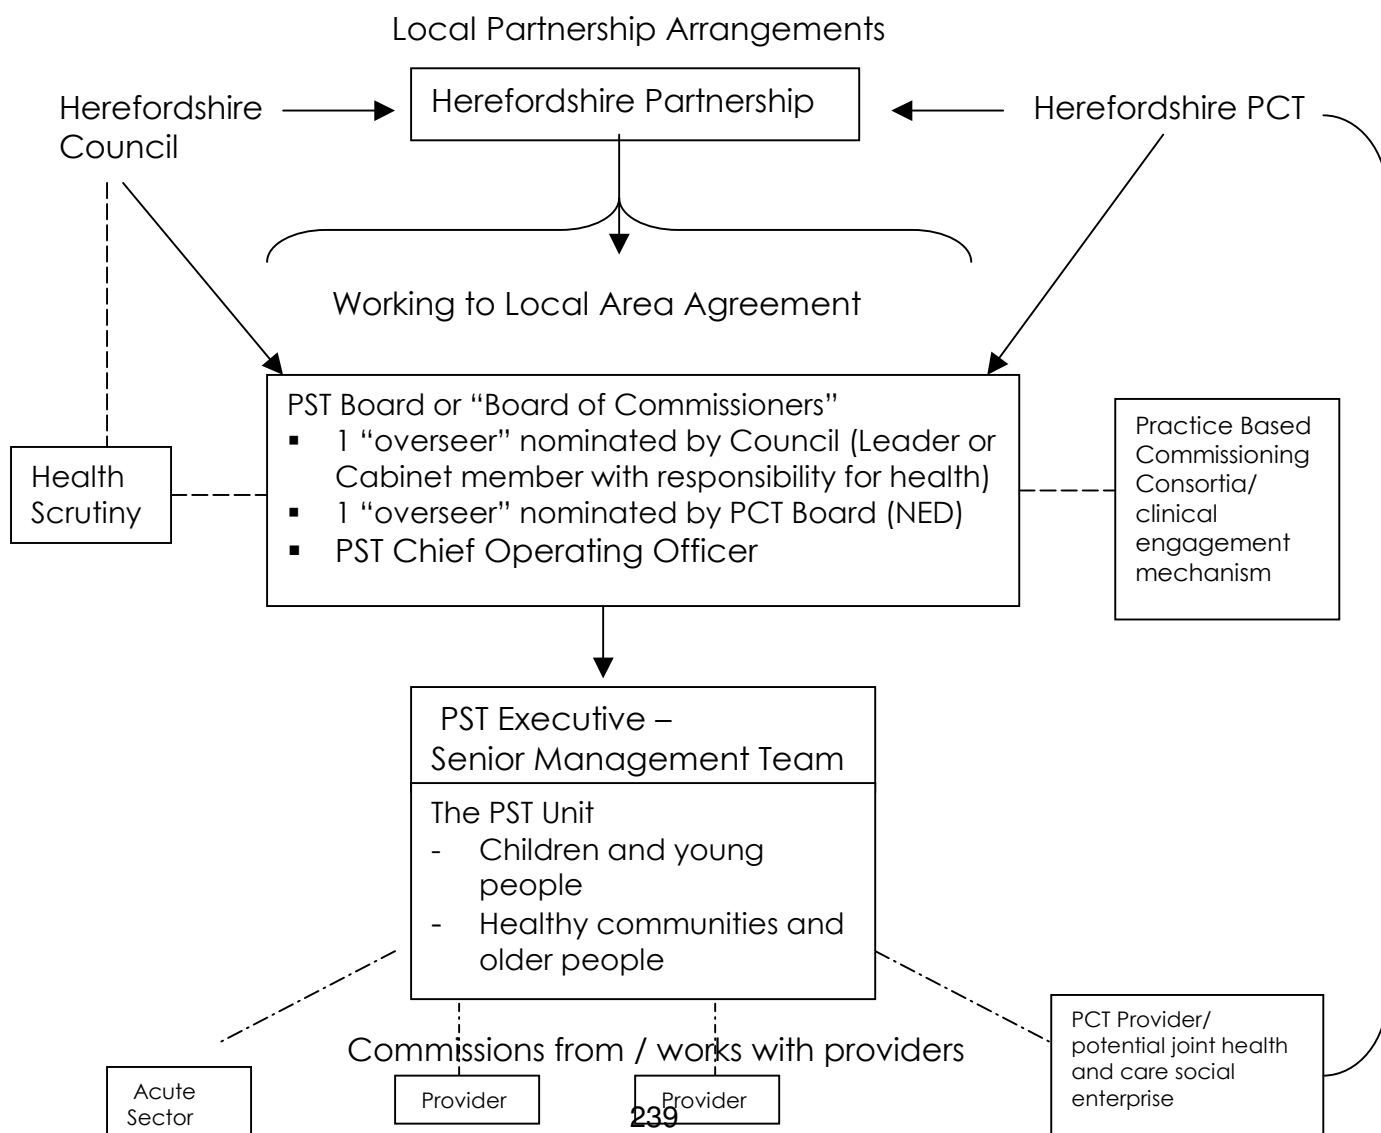 Local Partnership Arrangements
Herefordshire
Council
Herefordshire Partnership
Herefordshire PCT
Working to Local Area Agreement
PST Board or “Board of Commissioners”
▪ 1 “overseer” nominated by Council (Leader or
Cabinet member with responsibility for health)
▪ 1 “overseer” nominated by PCT Board (NED)
▪ PST Chief Operating Officer
Health
Scrutiny
Practice Based
Commissioning
Consortia/
clinical
engagement
mechanism
PST Executive –
Senior Management Team
The PST Unit
- Children and young
people
- Healthy communities and
older people
Commissions from / works with providers
Acute
Sector
Provider
Provider
PCT Provider/
potential joint health
and care social
enterprise
239